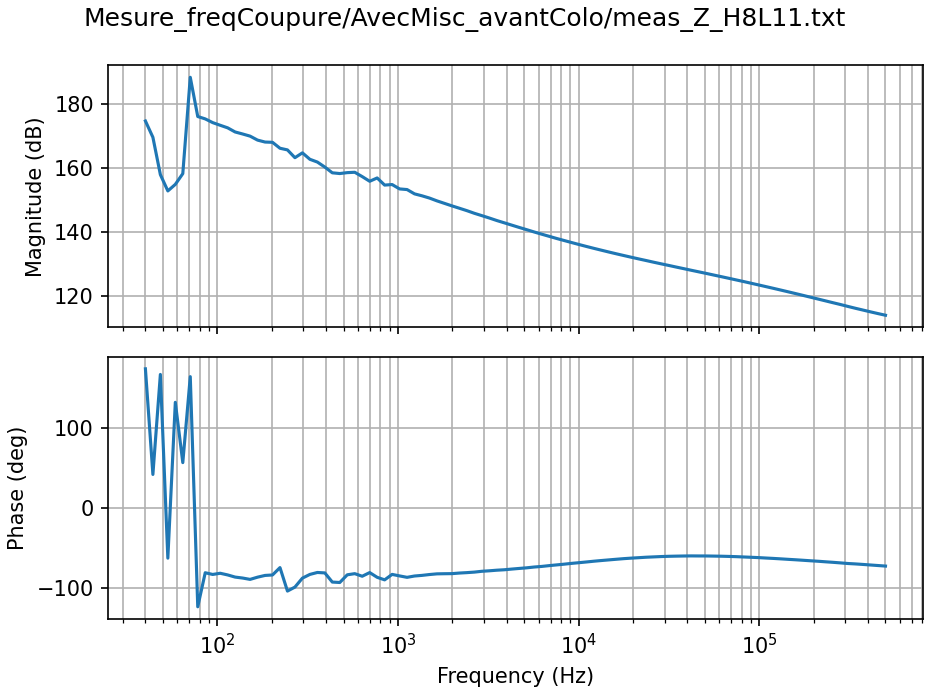 Mesure_freqCoupure/AvecMisc_avantColo/meas_Z_H8L11.txt
Magnitude (dB)
180
160
140
120
Phase (deg)
100
0
−100
10² 10³ 10⁴ 10⁵
Frequency (Hz)